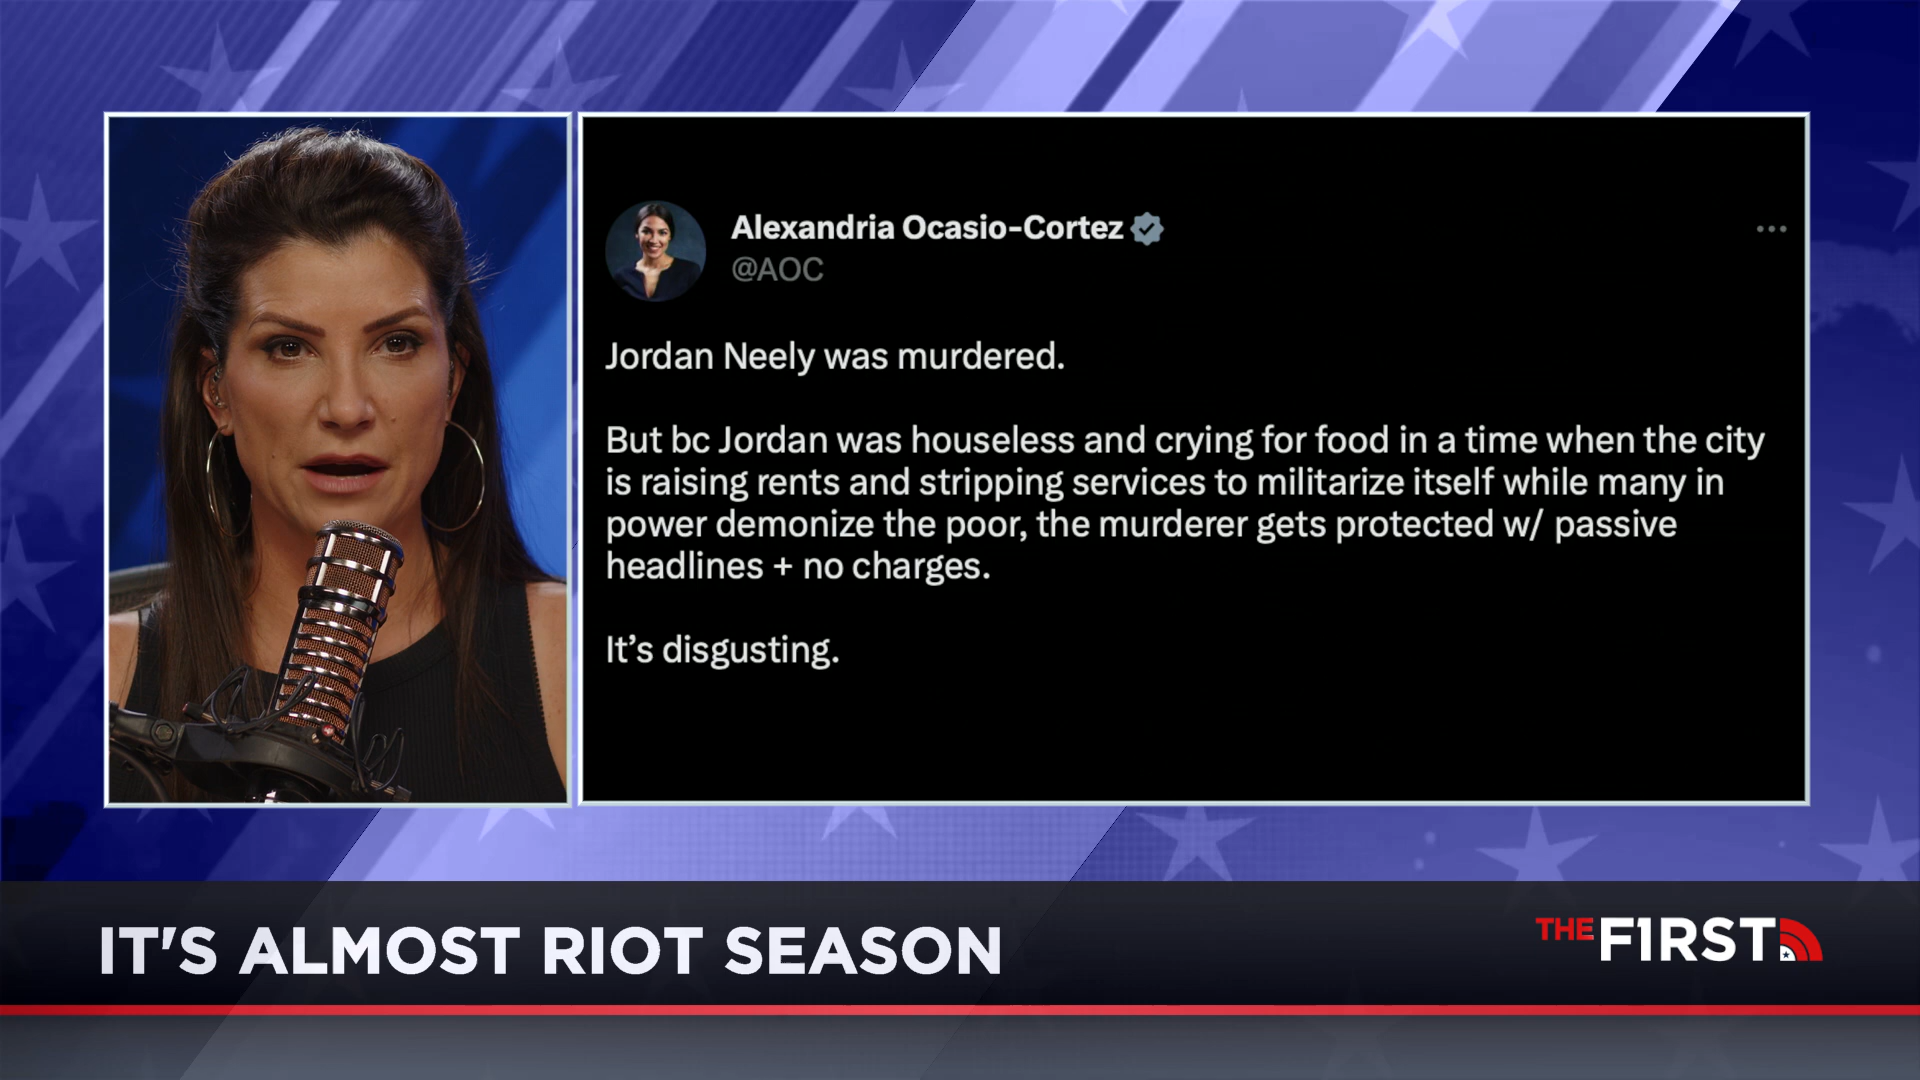 Alexandria Ocasio-Cortez
@AOC
Jordan Neely was murdered.
But bc Jordan was houseless and crying for food in a time when the city
is raising rents and stripping services to militarize itself while many in
power demonize the poor, the murderer gets protected w/ passive
headlines + no charges.
It’s disgusting.
IT'S ALMOST RIOT SEASON
THE FIRST